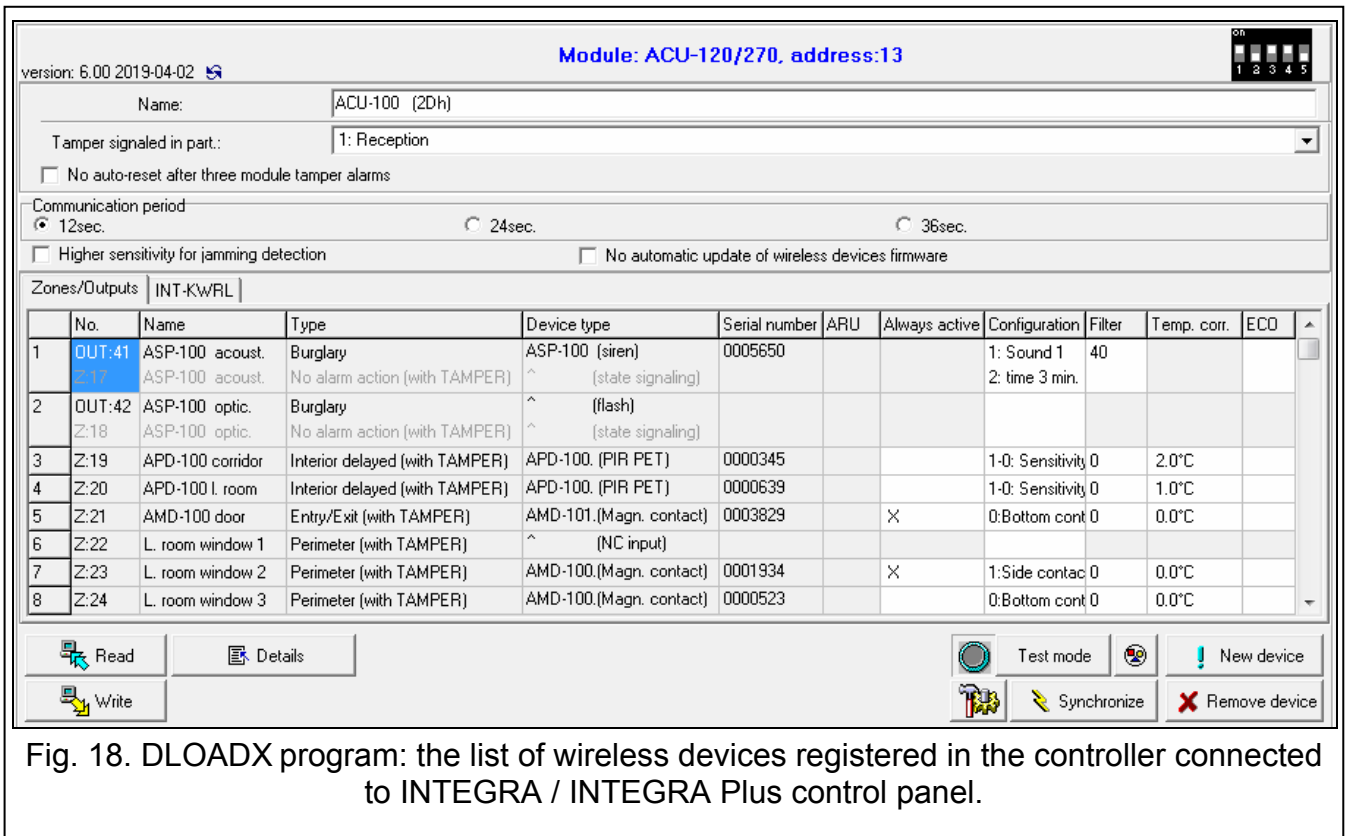 on
Module: ACU-120/270, address:13
version: 6.00 2019-04-02
1 2 3 4 5
Name: ACU-100 (2Dh)
Tamper signaled in part.: 1: Reception
No auto-reset after three module tamper alarms
Communication period
12sec. 24sec. 36sec.
Higher sensitivity for jamming detection No automatic update of wireless devices firmware
Zones/Outputs INT-KWRL
No. Name Type Device type Serial number ARU Always active Configuration Filter Temp. corr. ECO
1 OUT:41 ASP-100 acoust. Burglary ASP-100 (siren) 0005650 1: Sound 1 40
Z:17 ASP-100 acoust. No alarm action (with TAMPER) ^ (state signaling) 2: time 3 min.
2 OUT:42 ASP-100 optic. Burglary ^ (flash)
Z:18 ASP-100 optic. No alarm action (with TAMPER) ^ (state signaling)
3 Z:19 APD-100 corridor Interior delayed (with TAMPER) APD-100. (PIR PET) 0000345 1-0: Sensitivity 0 2.0°C
4 Z:20 APD-100 l. room Interior delayed (with TAMPER) APD-100. (PIR PET) 0000639 1-0: Sensitivity 0 1.0°C
5 Z:21 AMD-100 door Entry/Exit (with TAMPER) AMD-101.(Magn. contact) 0003829 X 0:Bottom cont 0 0.0°C
6 Z:22 L. room window 1 Perimeter (with TAMPER) ^ (NC input)
7 Z:23 L. room window 2 Perimeter (with TAMPER) AMD-100.(Magn. contact) 0001934 X 1:Side contac 0 0.0°C
8 Z:24 L. room window 3 Perimeter (with TAMPER) AMD-100.(Magn. contact) 0000523 0:Bottom cont 0 0.0°C
Read Details Test mode New device
Write Synchronize Remove device
Fig. 18. DLOADX program: the list of wireless devices registered in the controller connected
to INTEGRA / INTEGRA Plus control panel.